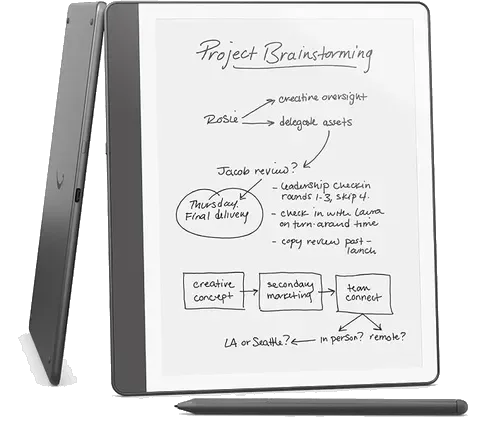 Project Brainstorming
creative oversight
Rosie
delegate assets
Jacob review?
Thursday
Final delivery
- leadership checkin
rounds 1-3, skip 4.
- check in with Laura
on turn-around time
- copy review post-
launch
creative
concept
secondary
marketing
team
connect
LA or Seattle?
in person? remote?